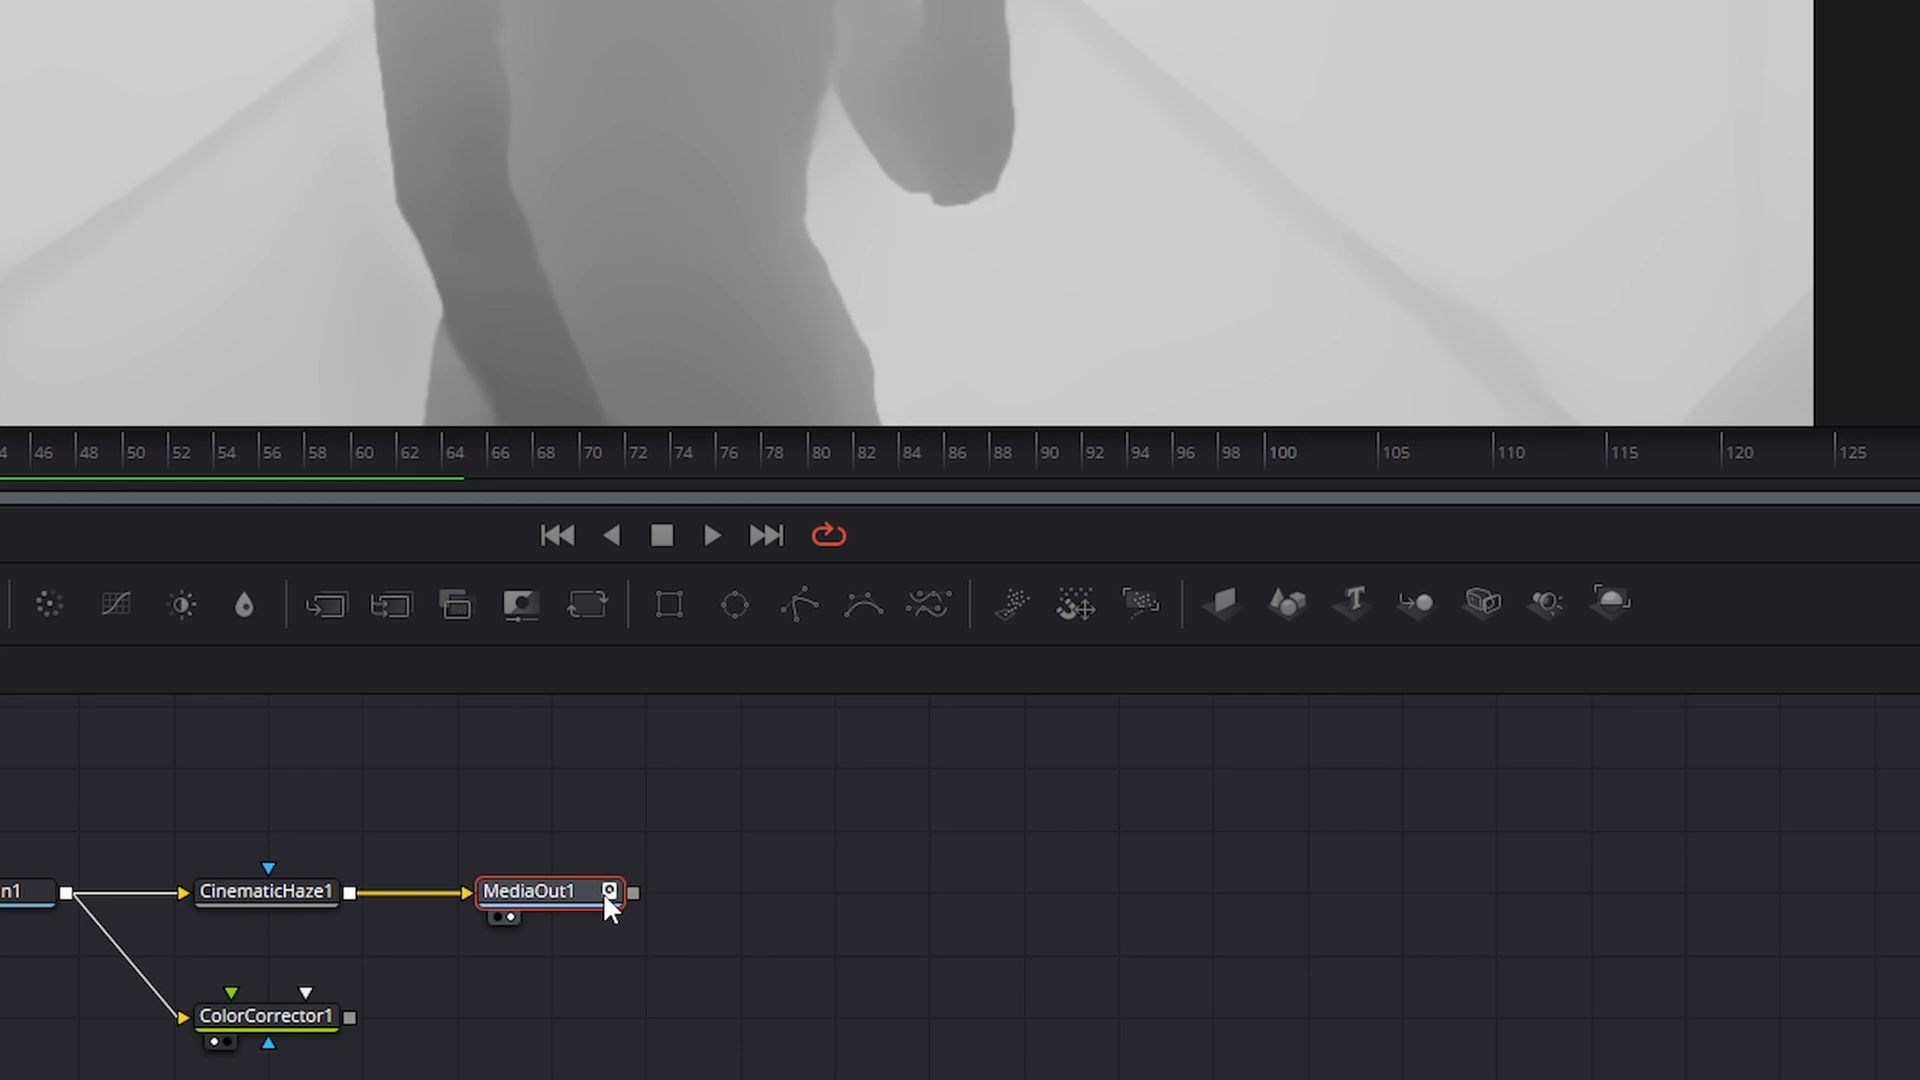 4 46 48 50 52 54 56 58 60 62 64 66 68 70 72 74 76 78 80 82 84 86 88 90 92 94 96 98 100 105 110 115 120 125
n1 CinematicHaze1 MediaOut1
ColorCorrector1